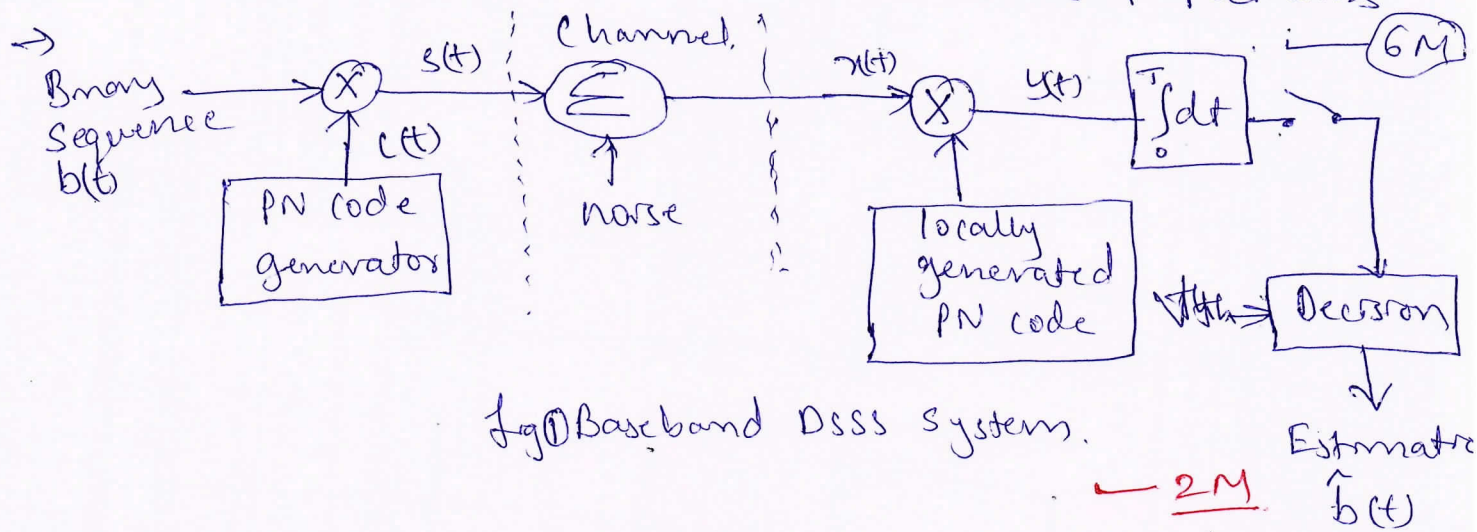 6M
→ Binary Sequence b(t)
X
s(t)
c(t)
PN code generator
Channel
Σ
noise
x(t)
X
y(t)
locally generated PN code
T ∫ dt 0
Decision
Estimate b̂(t)
fig① Baseband DSSS system.
— 2M